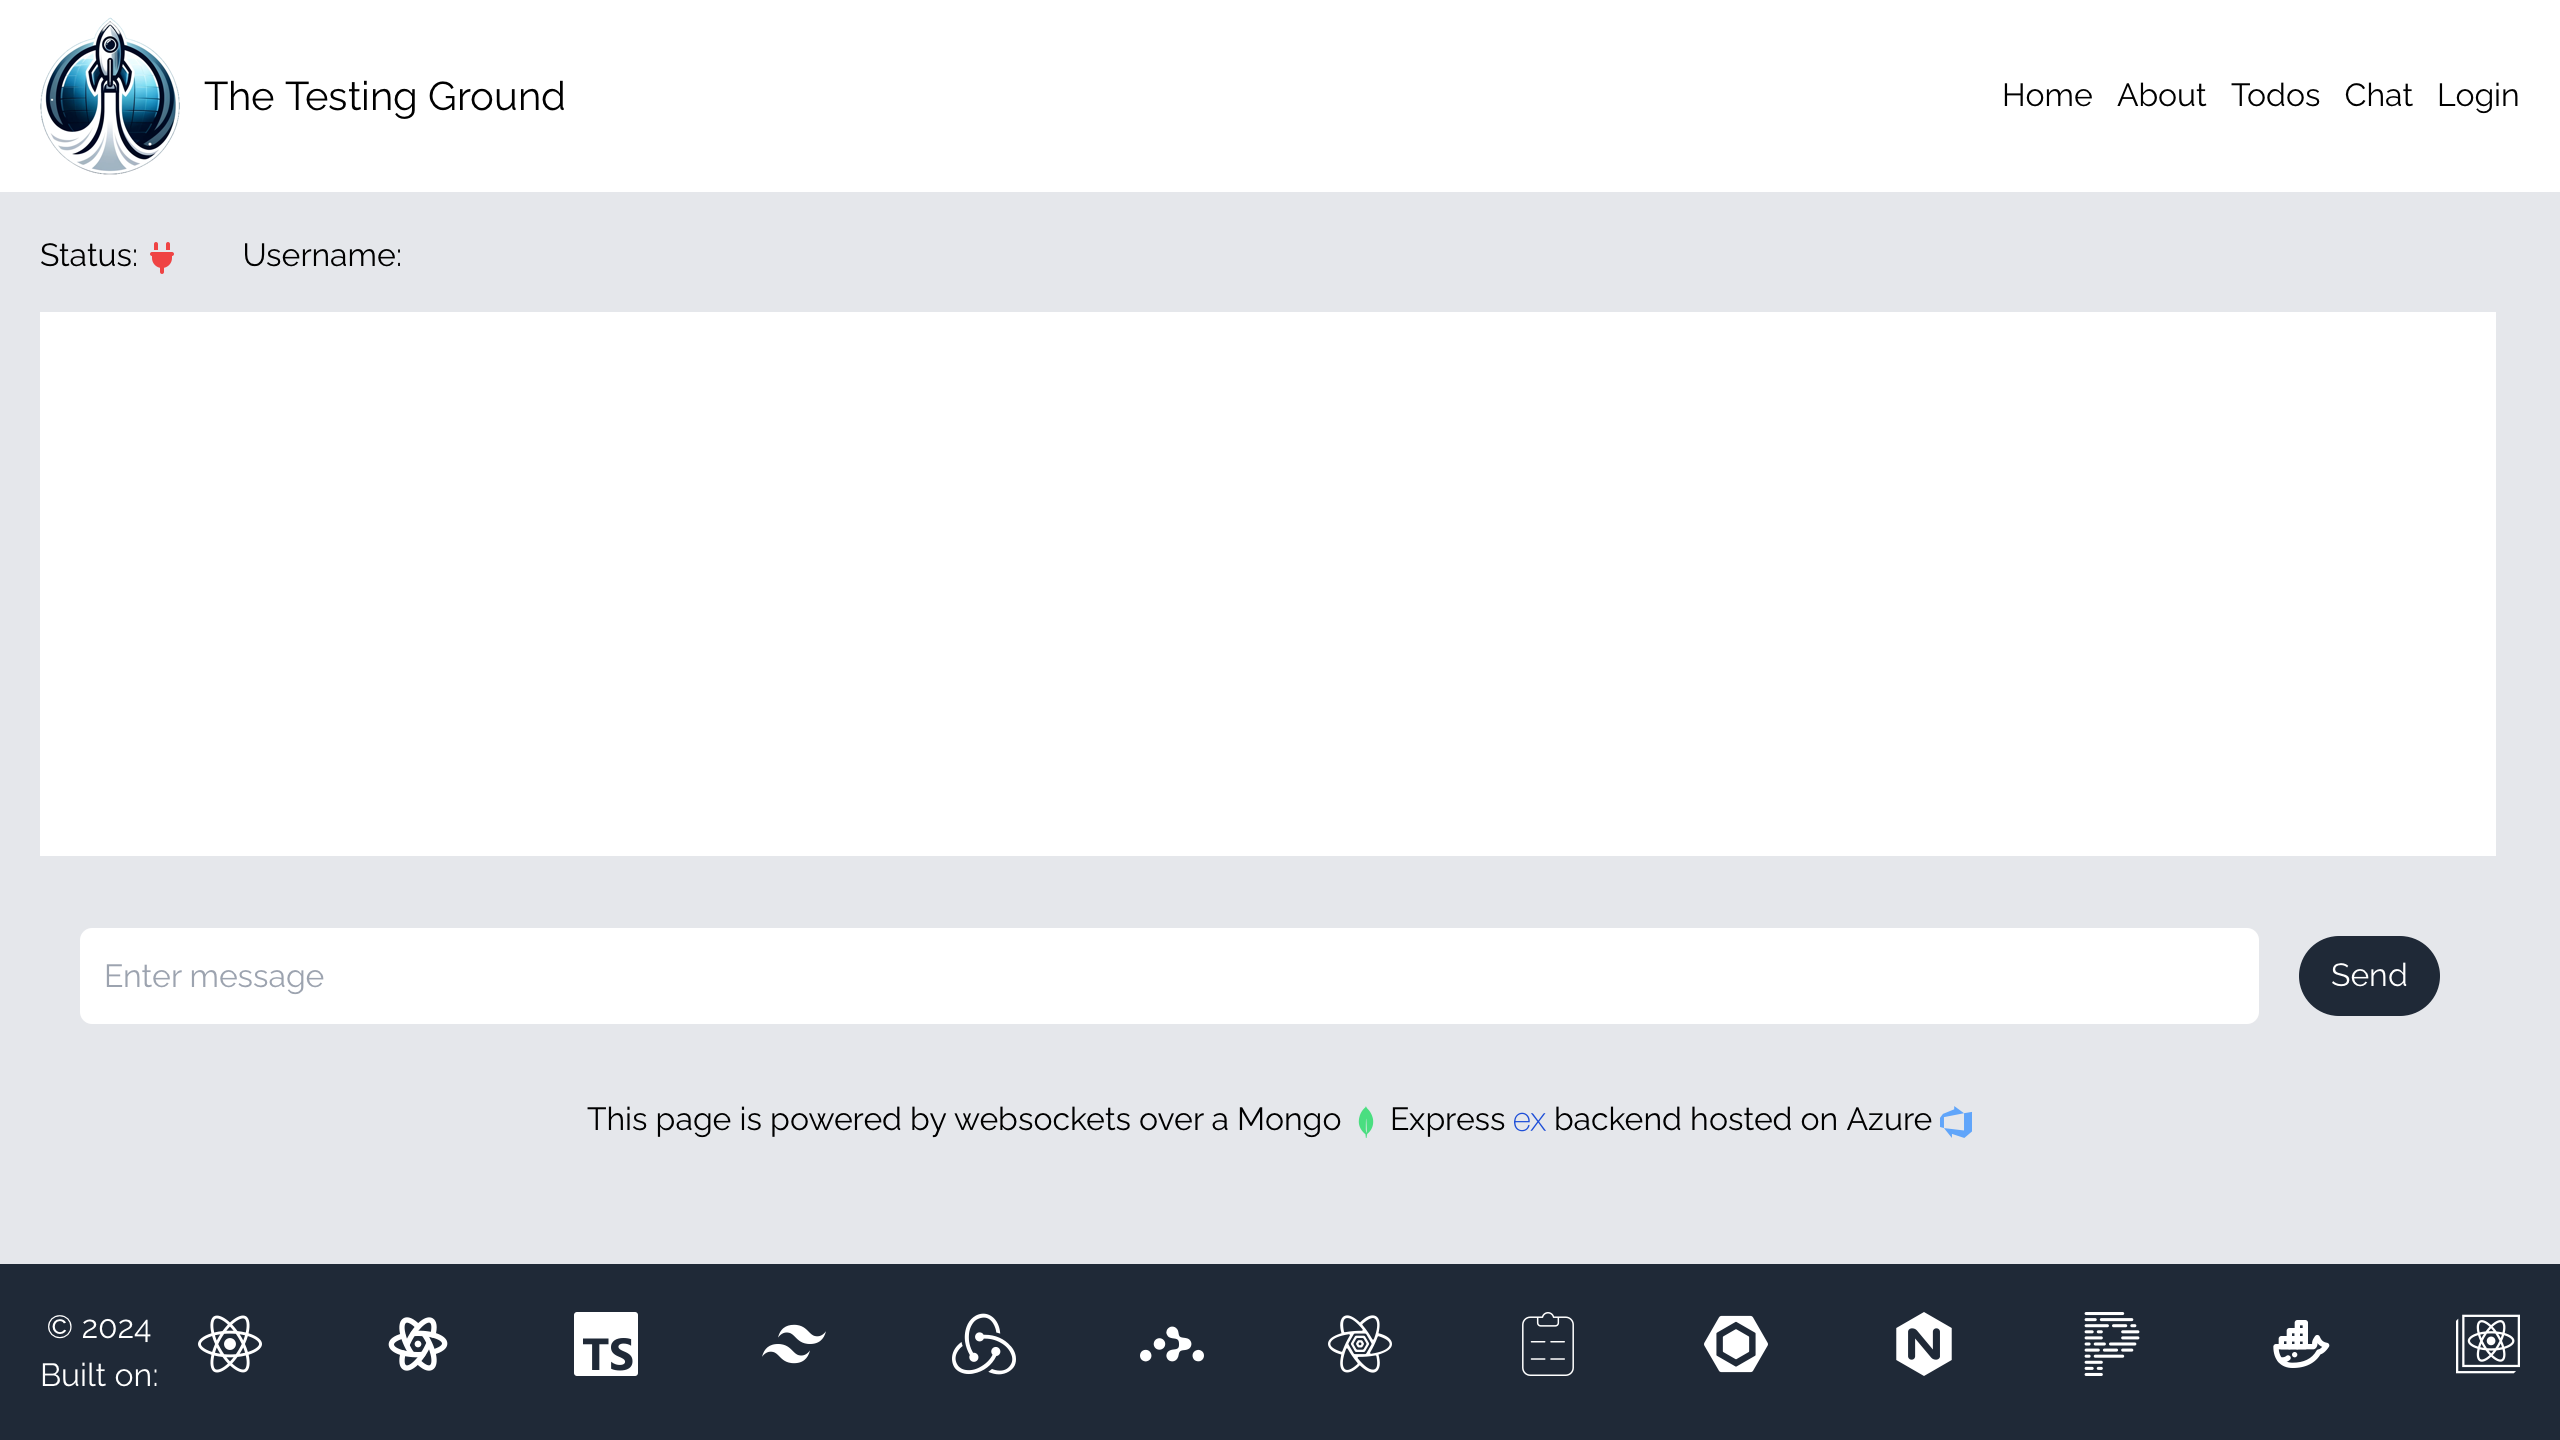 The Testing Ground
Home About Todos Chat Login
Status: Username:
Enter message
Send
This page is powered by websockets over a Mongo Express ex backend hosted on Azure
© 2024
Built on:
TS